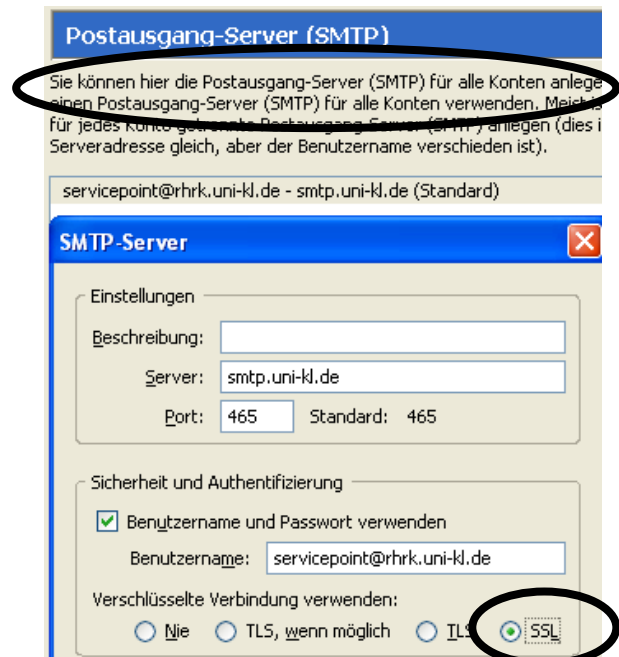 Postausgang-Server (SMTP)
Sie können hier die Postausgang-Server (SMTP) für alle Konten anlege
einen Postausgang-Server (SMTP) für alle Konten verwenden. Meist is
für jedes Konto getrennte Postausgang-Server (SMTP) anlegen (dies i
Serveradresse gleich, aber der Benutzername verschieden ist).
servicepoint@rhrk.uni-kl.de - smtp.uni-kl.de (Standard)
SMTP-Server
Einstellungen
Beschreibung:
Server: smtp.uni-kl.de
Port: 465 Standard: 465
Sicherheit und Authentifizierung
Benutzername und Passwort verwenden
Benutzername: servicepoint@rhrk.uni-kl.de
Verschlüsselte Verbindung verwenden:
Nie TLS, wenn möglich TLS SSL